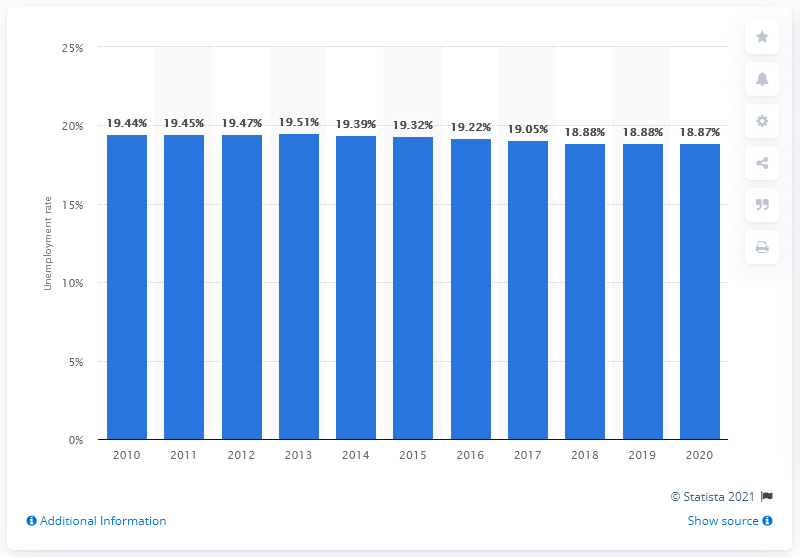 25%
20%
15%
10%
5%
0%
Unemployment rate
19.44% 19.45% 19.47% 19.51% 19.39% 19.32% 19.22% 19.05% 18.88% 18.88% 18.87%
2010 2011 2012 2013 2014 2015 2016 2017 2018 2019 2020
© Statista 2021
Additional Information
Show source